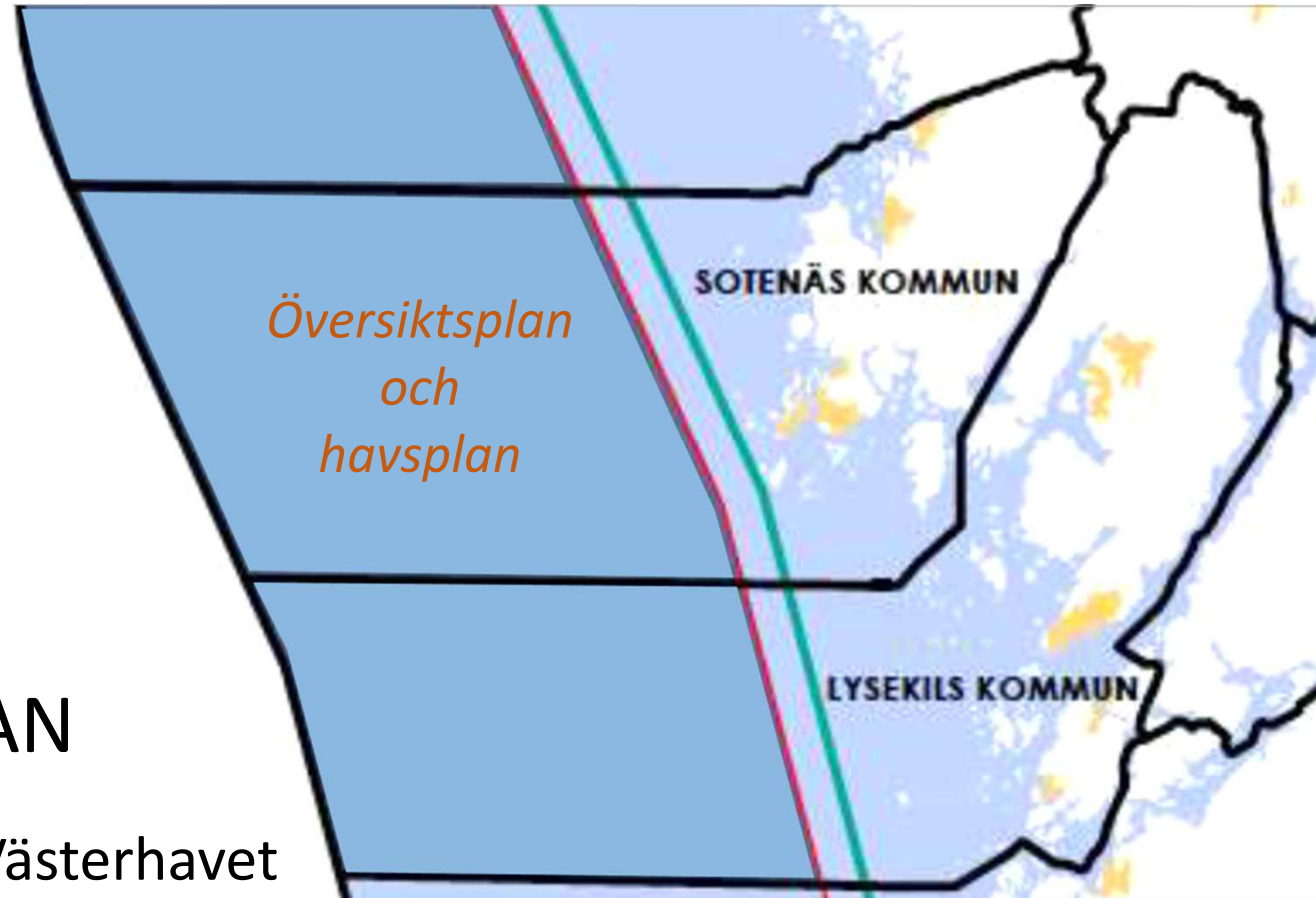 SOTENÄS KOMMUN
Översiktsplan
och
havsplan
LYSEKILS KOMMUN
AN
Västerhavet